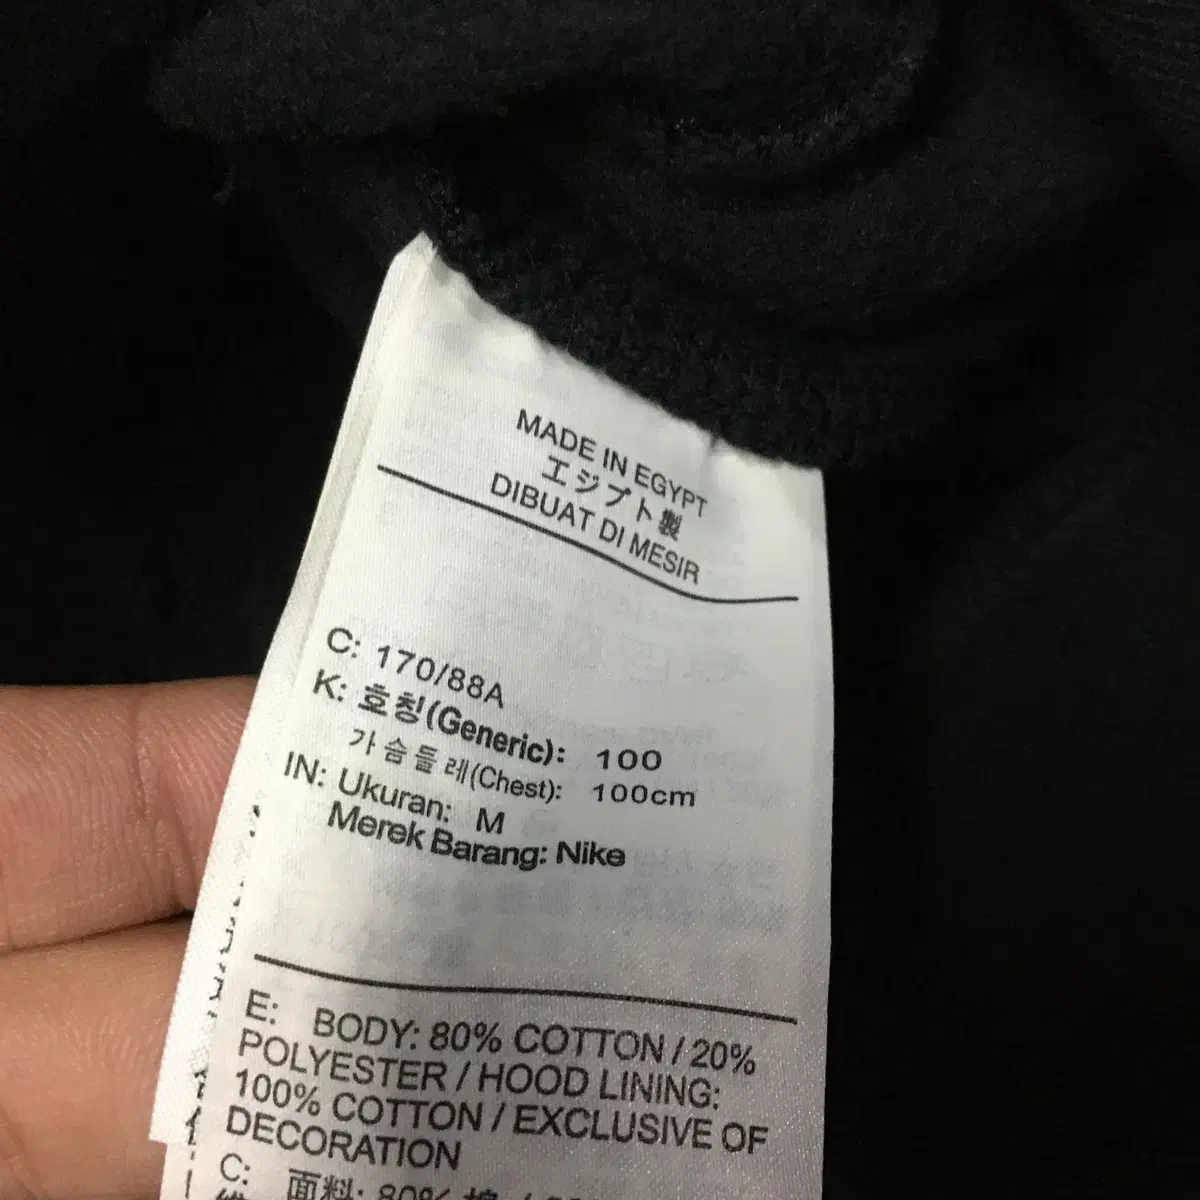 MADE IN EGYPT
エジプト製
DIBUAT DI MESIR
C: 170/88A
K: 호칭(Generic): 100
가슴둘레(Chest): 100cm
IN: Ukuran: M
Merek Barang: Nike
E: BODY: 80% COTTON / 20%
POLYESTER / HOOD LINING:
100% COTTON / EXCLUSIVE OF
DECORATION
C: 面料: 80% 棉 /